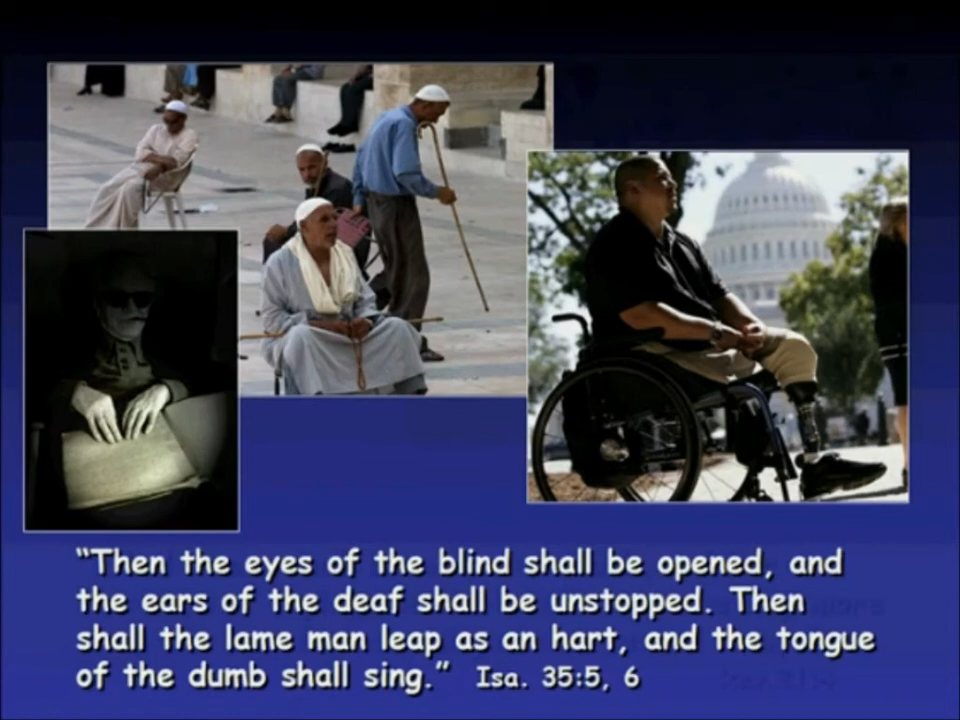 “Then the eyes of the blind shall be opened, and
the ears of the deaf shall be unstopped. Then
shall the lame man leap as an hart, and the tongue
of the dumb shall sing.” Isa. 35:5, 6